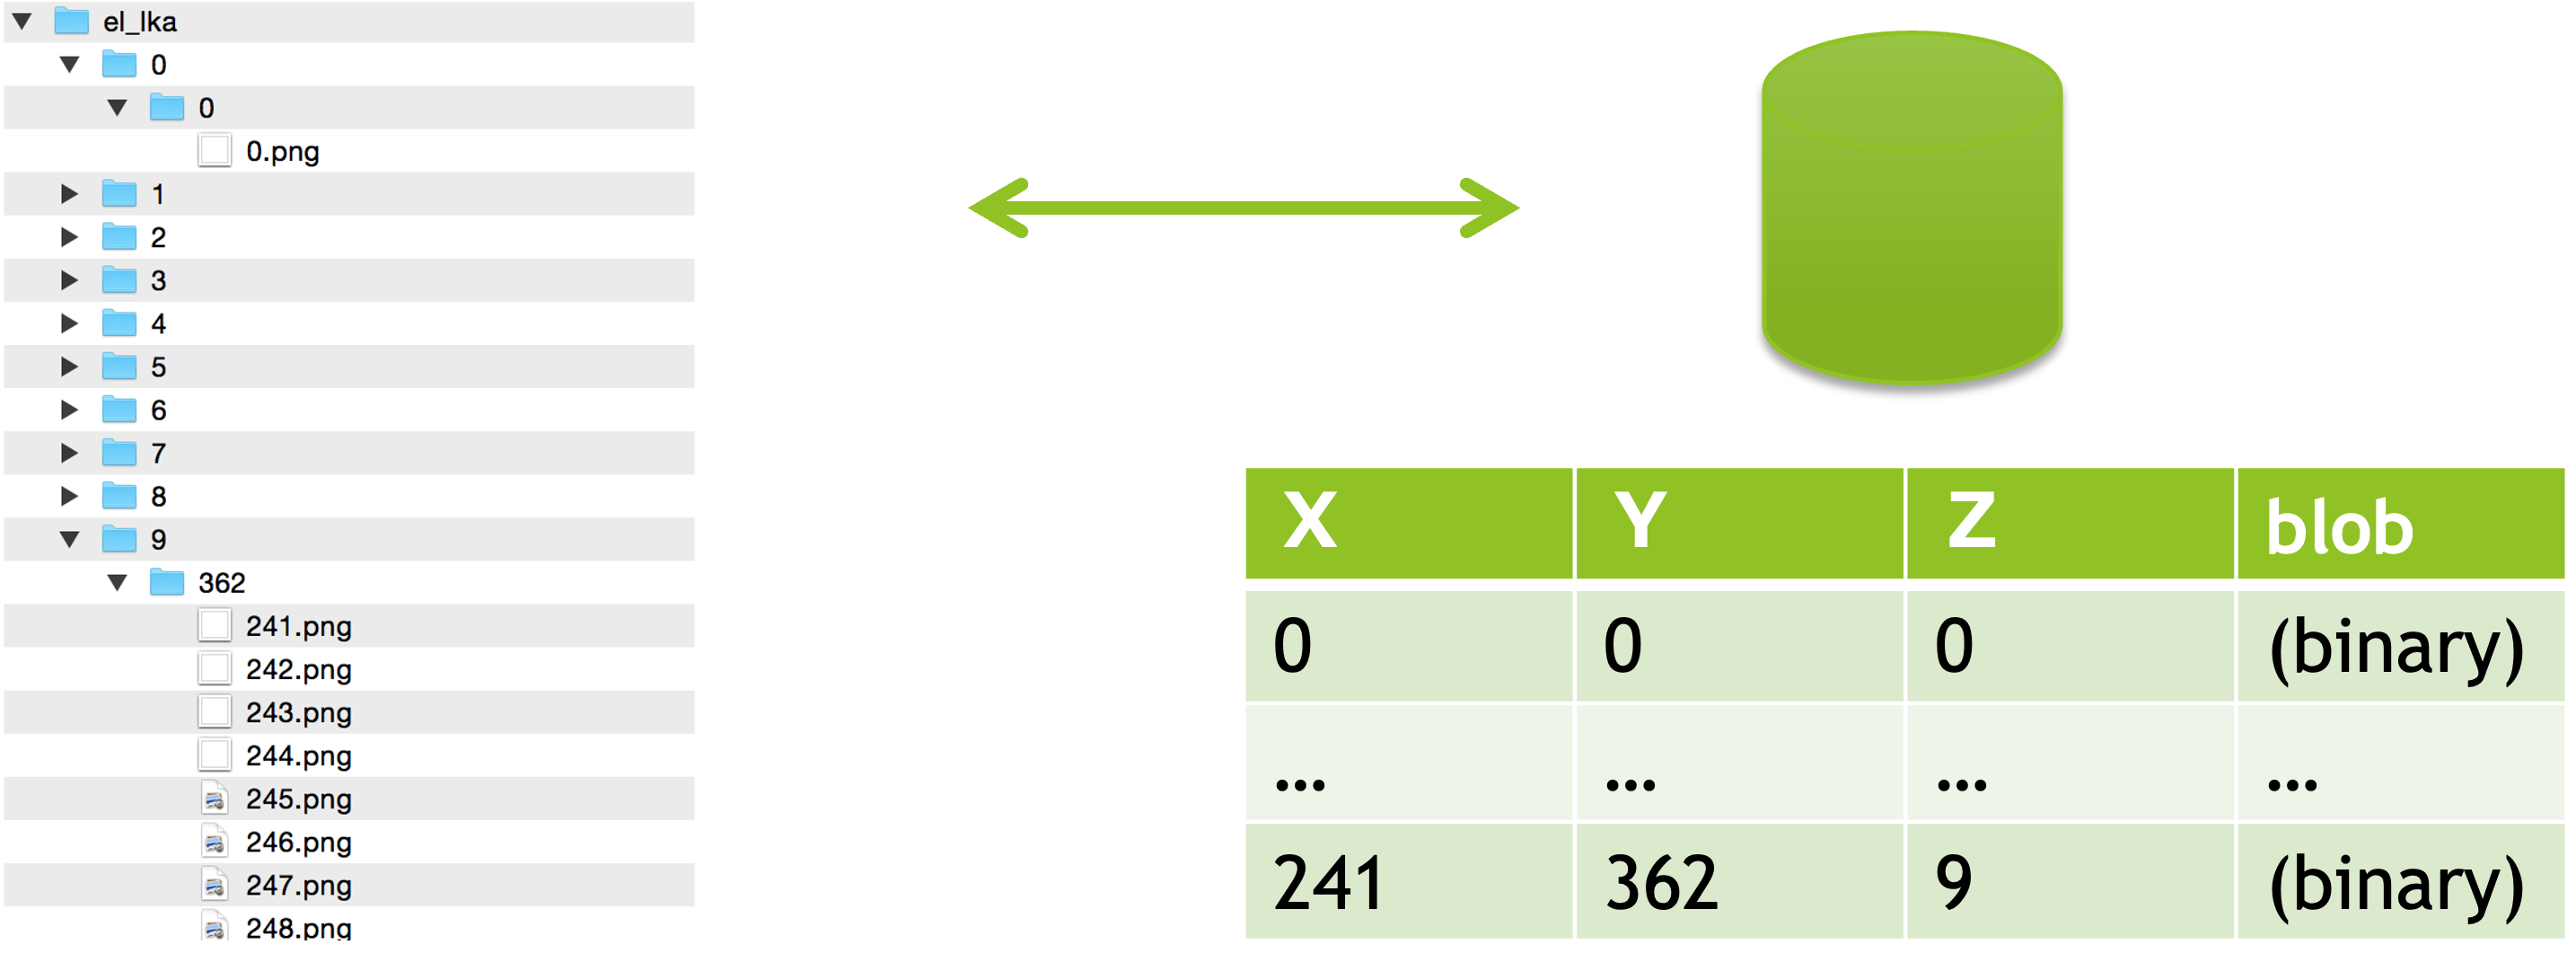 el_lka
0
0
0.png
1
2
3
4
5
6
7
8
9
362
241.png
242.png
243.png
244.png
245.png
246.png
247.png
248.png
X Y Z blob
0 0 0 (binary)
... ... ... ...
241 362 9 (binary)